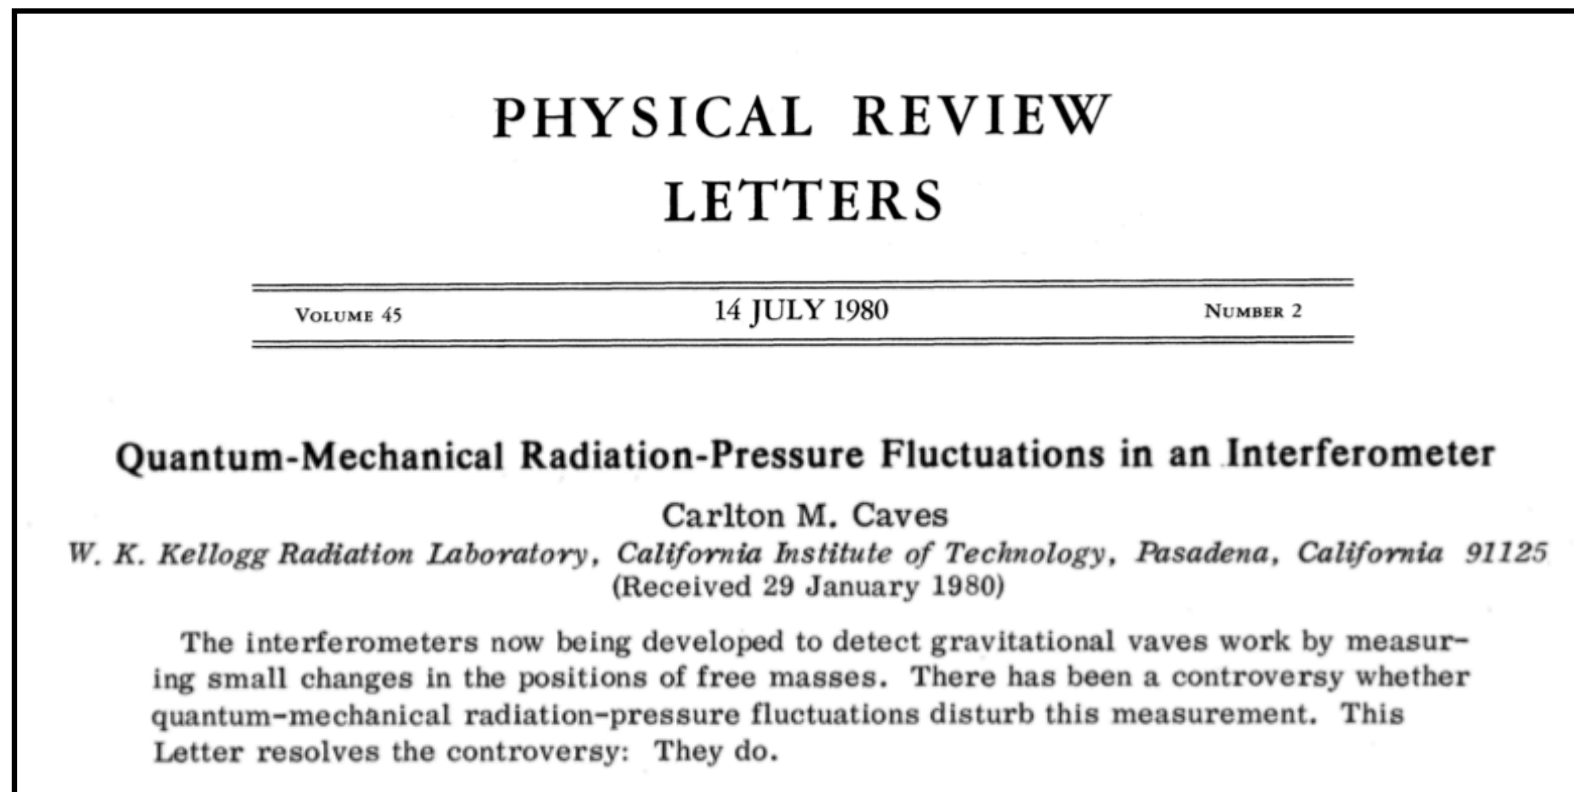 PHYSICAL REVIEW
LETTERS
VOLUME 45
14 JULY 1980
NUMBER 2
Quantum-Mechanical Radiation-Pressure Fluctuations in an Interferometer
Carlton M. Caves
W. K. Kellogg Radiation Laboratory, California Institute of Technology, Pasadena, California 91125
(Received 29 January 1980)
The interferometers now being developed to detect gravitational vaves work by measur-
ing small changes in the positions of free masses. There has been a controversy whether
quantum-mechanical radiation-pressure fluctuations disturb this measurement. This
Letter resolves the controversy: They do.